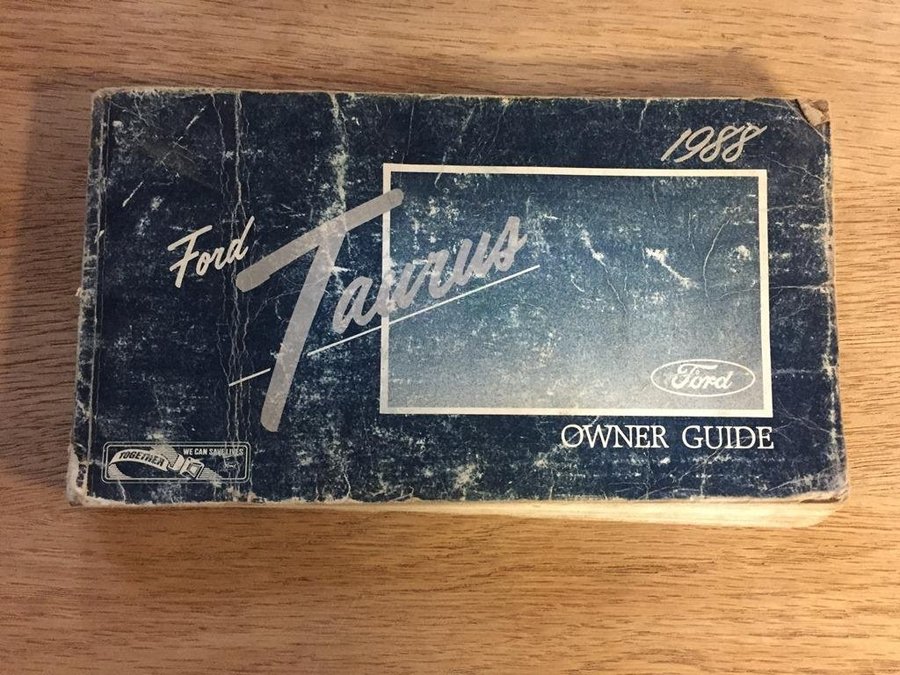 1988
Ford
Taurus
Ford
OWNER GUIDE
TOGETHER
WE CAN SAVE LIVES